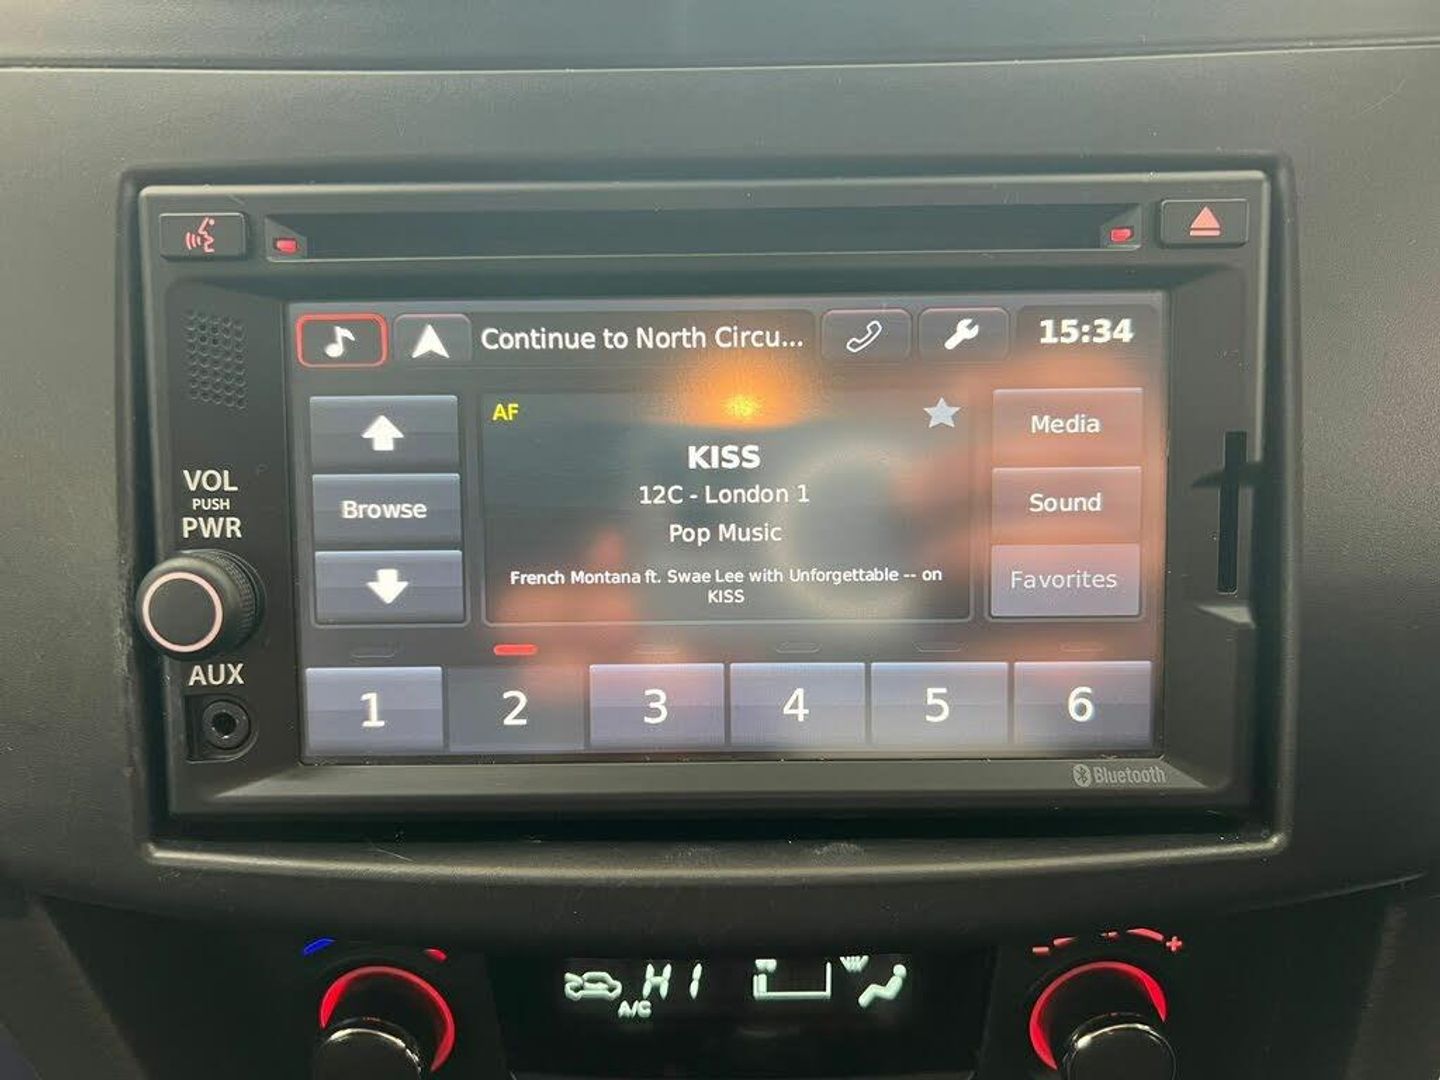 Continue to North Circu...
15:34
AF
KISS
12C - London 1
Pop Music
French Montana ft. Swae Lee with Unforgettable -- on
KISS
Browse
Media
Sound
Favorites
VOL
PUSH
PWR
AUX
1 2 3 4 5 6
Bluetooth
HI
A/C